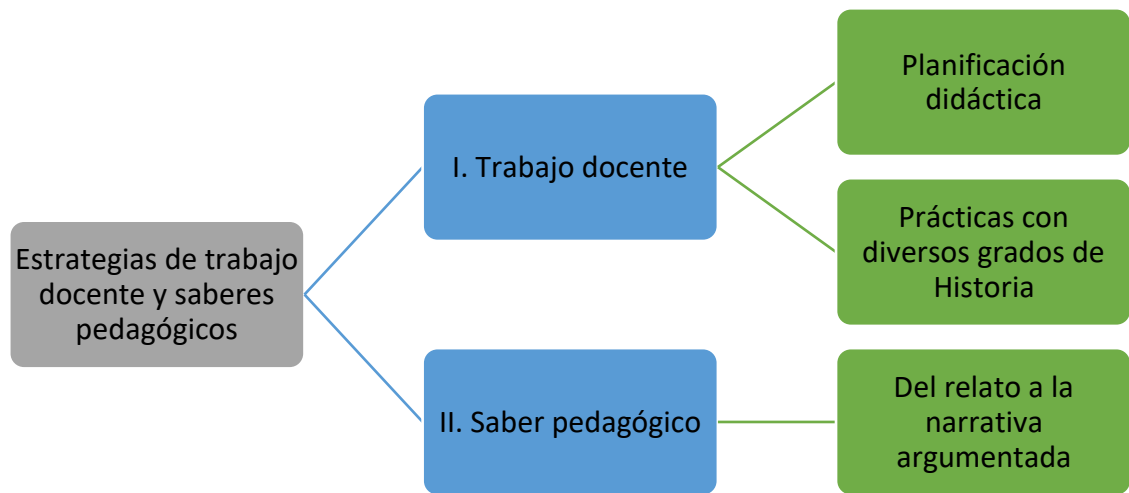 Estrategias de trabajo
docente y saberes
pedagógicos
I. Trabajo docente
Planificación
didáctica
Prácticas con
diversos grados de
Historia
II. Saber pedagógico
Del relato a la
narrativa
argumentada